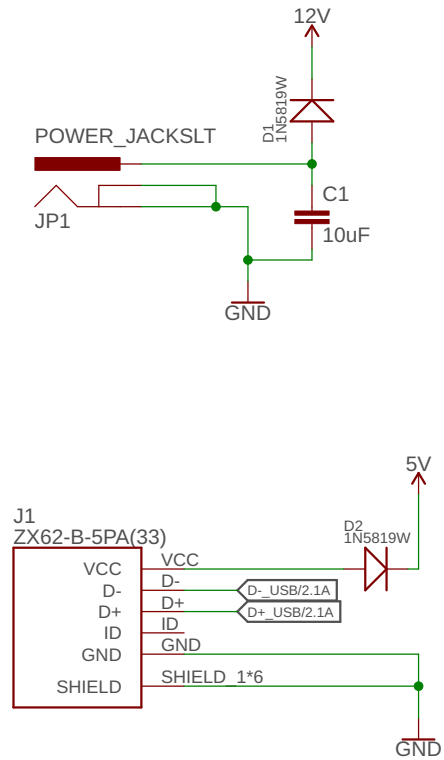 12V
D1
1N5819W
POWER_JACKSLT
JP1
C1
10uF
GND
5V
J1
ZX62-B-5PA(33)
D2
1N5819W
VCC
VCC
D-
D-
D-_USB/2.1A
D+
D+
D+_USB/2.1A
ID
ID
GND
GND
SHIELD
SHIELD_1*6
GND